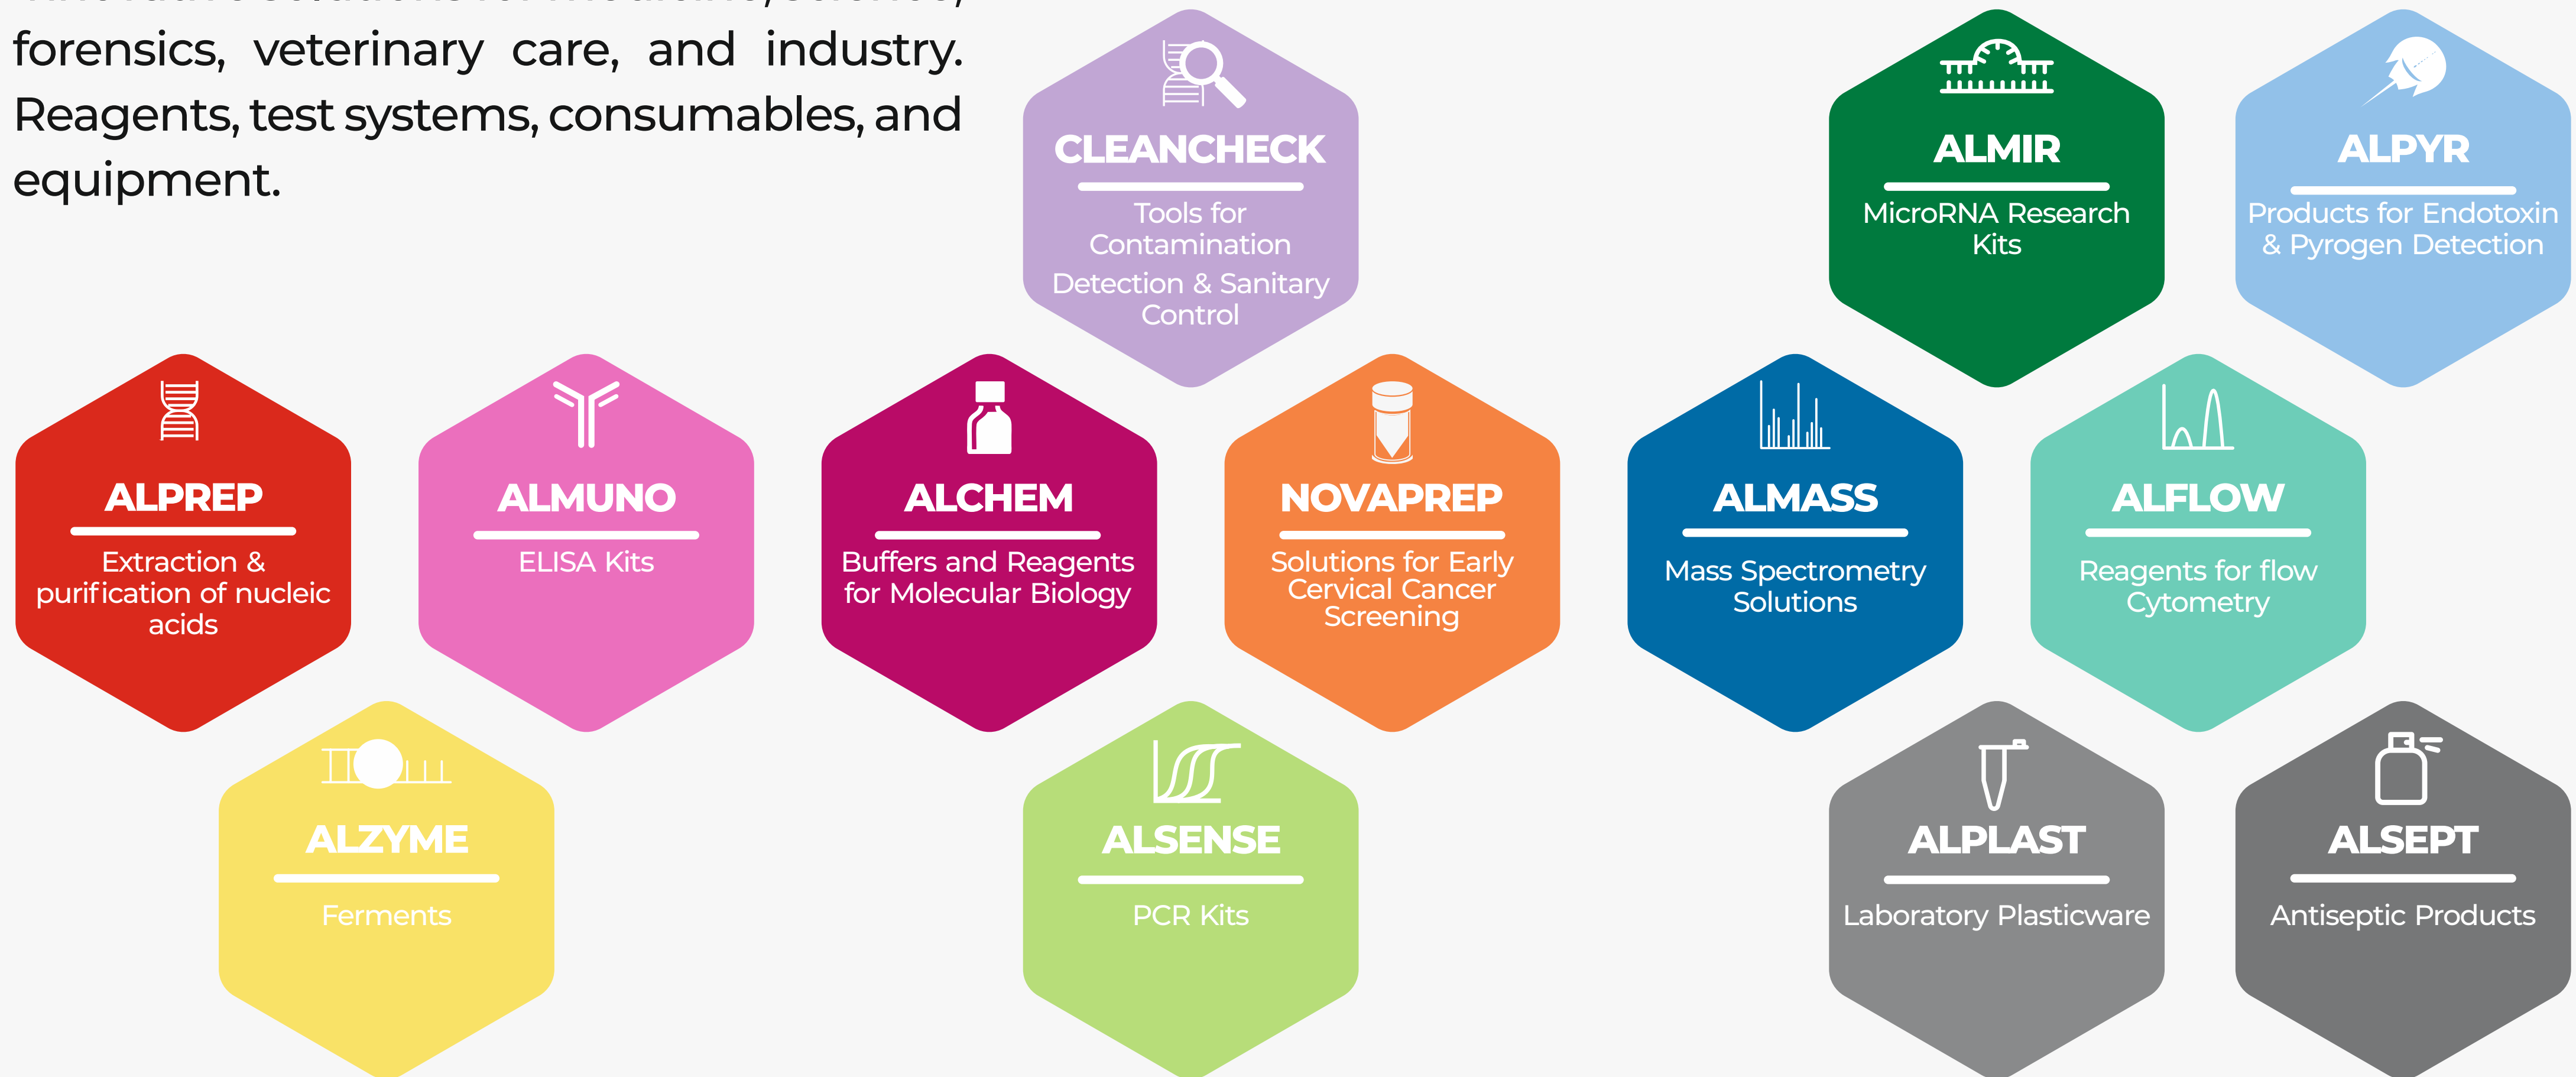 forensics, veterinary care, and industry.
Reagents, test systems, consumables, and
equipment.
CLEANCHECK
Tools for
Contamination
Detection & Sanitary
Control
ALMIR
MicroRNA Research
Kits
ALPYR
Products for Endotoxin
& Pyrogen Detection
ALPREP
Extraction &
purification of nucleic
acids
ALMUNO
ELISA Kits
ALCHEM
Buffers and Reagents
for Molecular Biology
NOVAPREP
Solutions for Early
Cervical Cancer
Screening
ALMASS
Mass Spectrometry
Solutions
ALFLOW
Reagents for flow
Cytometry
ALZYME
Ferments
ALSENSE
PCR Kits
ALPLAST
Laboratory Plasticware
ALSEPT
Antiseptic Products